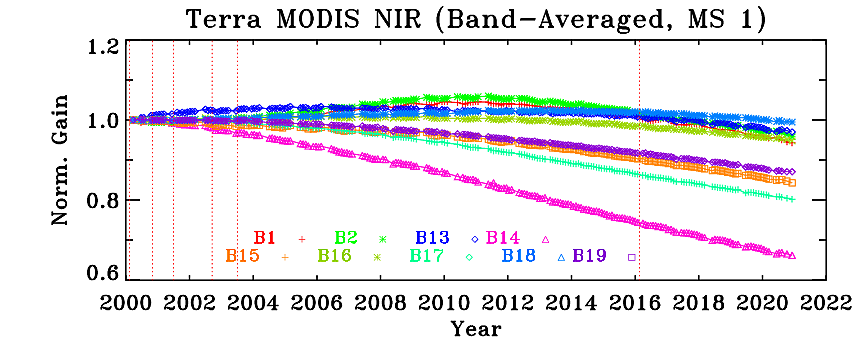 Terra MODIS NIR (Band-Averaged, MS 1)
1.2
1.0
0.8
0.6
Norm. Gain
B1 B2 B13 B14
B15 B16 B17 B18 B19
2000 2002 2004 2006 2008 2010 2012 2014 2016 2018 2020 2022
Year